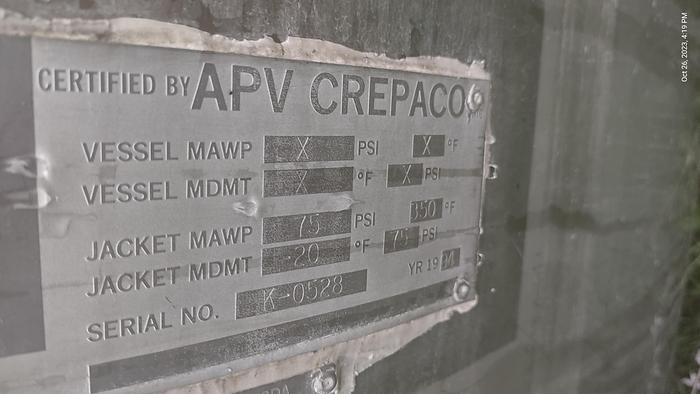 CERTIFIED BY APV CREPACO
VESSEL MAWP X PSI X °F
VESSEL MDMT X °F X PSI
JACKET MAWP 75 PSI 350 °F
JACKET MDMT -20 °F 75 PSI
YR 19
SERIAL NO. K-0528
Oct 26, 2023, 4:19 PM